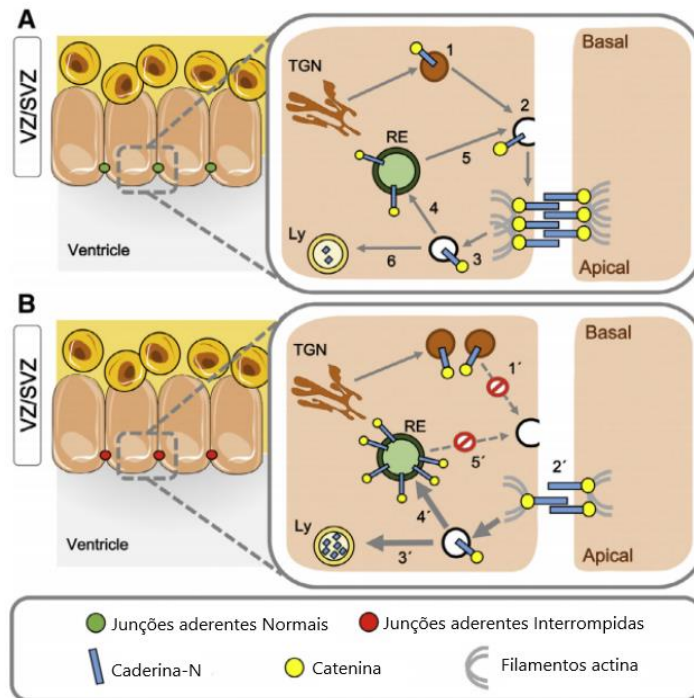 A
VZ/SVZ
Ventricle
TGN
1
Basal
2
RE
5
4
Ly
6
3
Apical
B
VZ/SVZ
Ventricle
TGN
1´
Basal
RE
5´
2´
4´
Ly
3´
Apical
Junções aderentes Normais
Junções aderentes Interrompidas
Caderina-N
Catenina
Filamentos actina